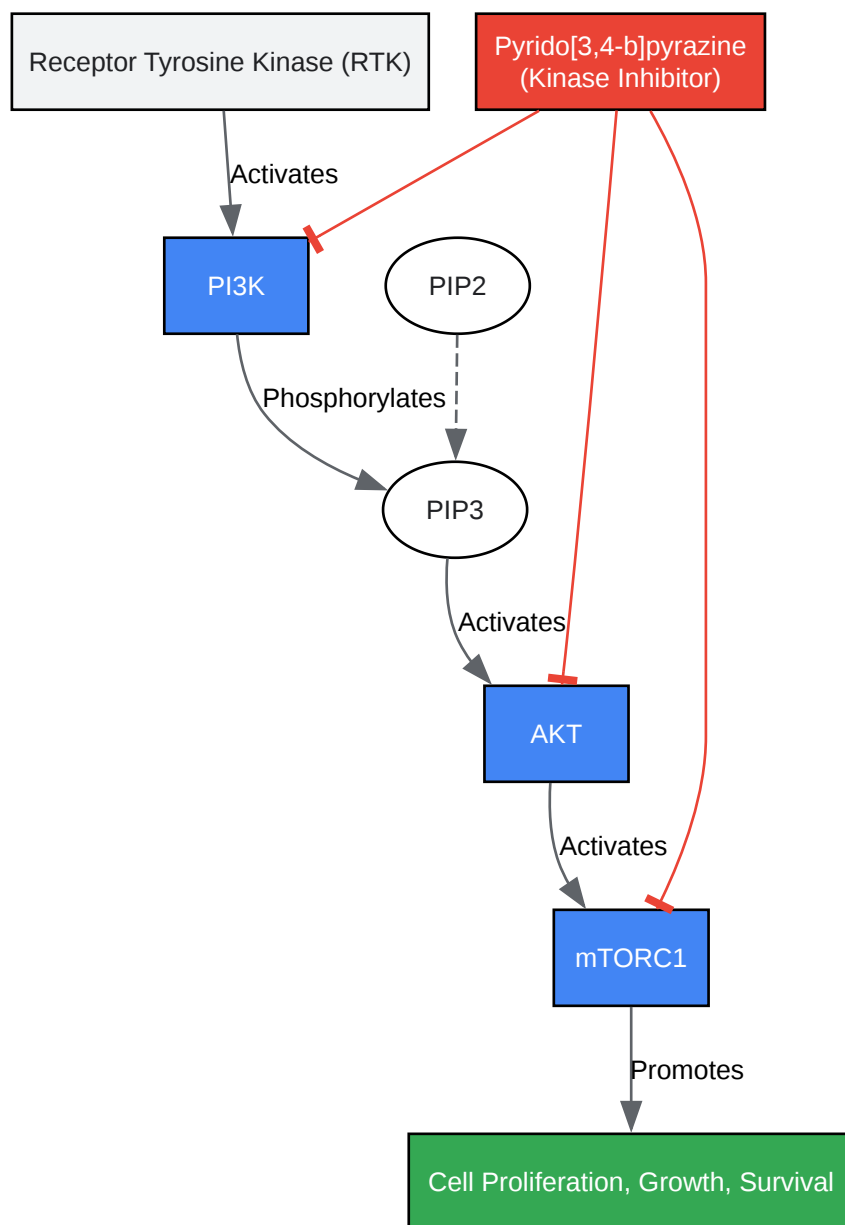 Receptor Tyrosine Kinase (RTK)
Pyrido[3,4-b]pyrazine
(Kinase Inhibitor)
Activates
PI3K
PIP2
Phosphorylates
PIP3
Activates
AKT
Activates
mTORC1
Promotes
Cell Proliferation, Growth, Survival